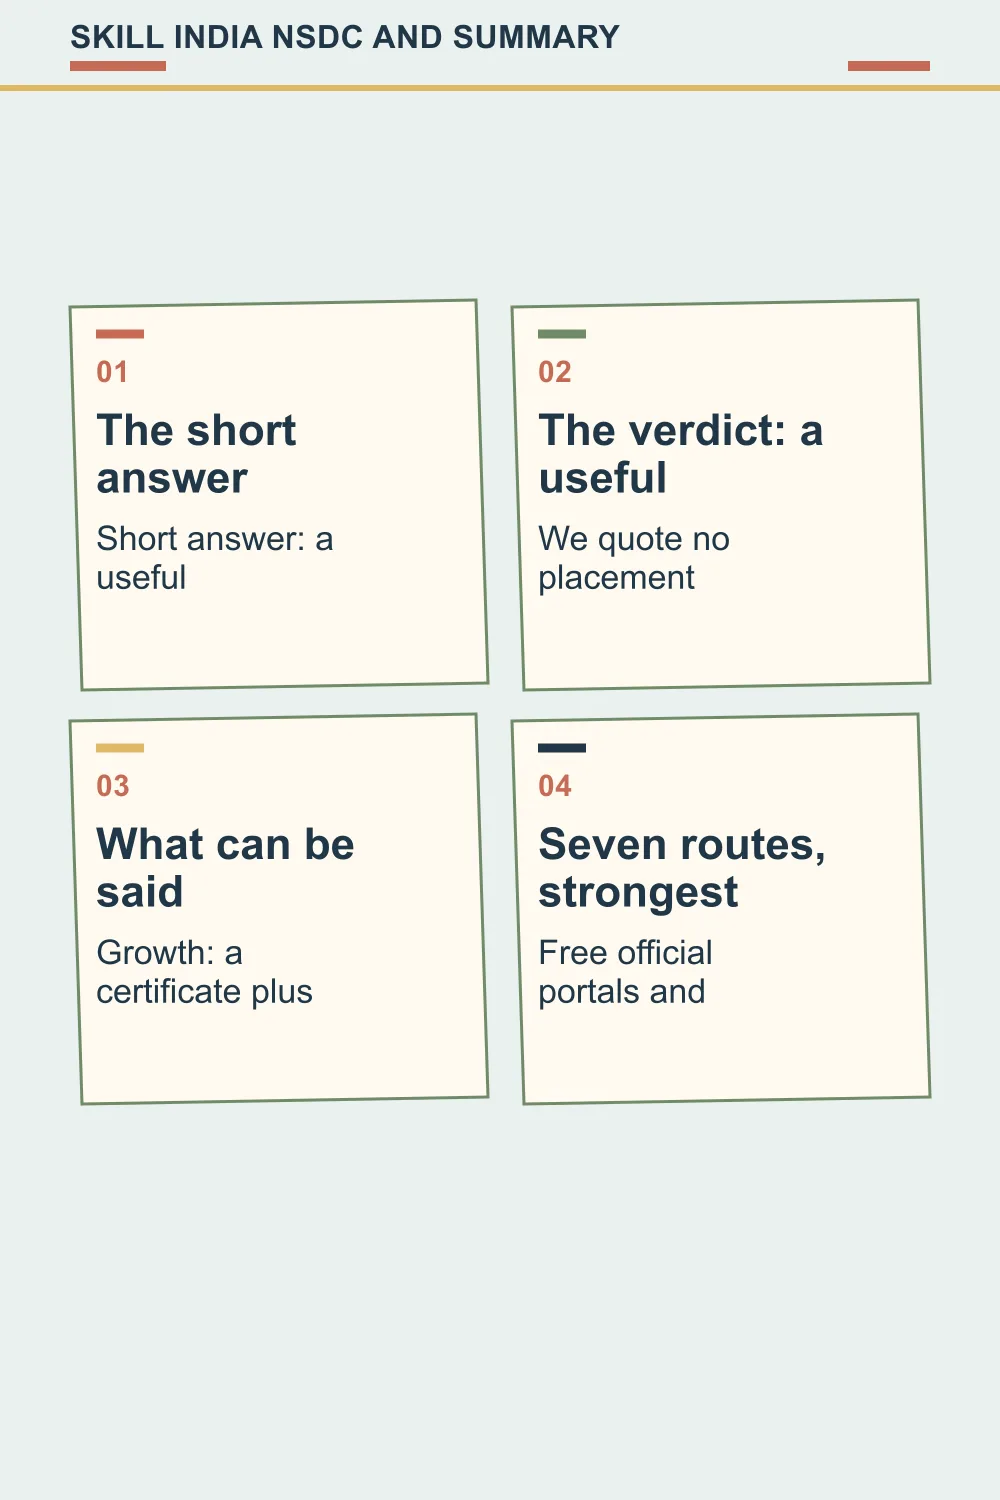 SKILL INDIA NSDC AND SUMMARY
01
The short
answer
Short answer: a
useful
02
The verdict: a
useful
We quote no
placement
03
What can be
said
Growth: a
certificate plus
04
Seven routes,
strongest
Free official
portals and